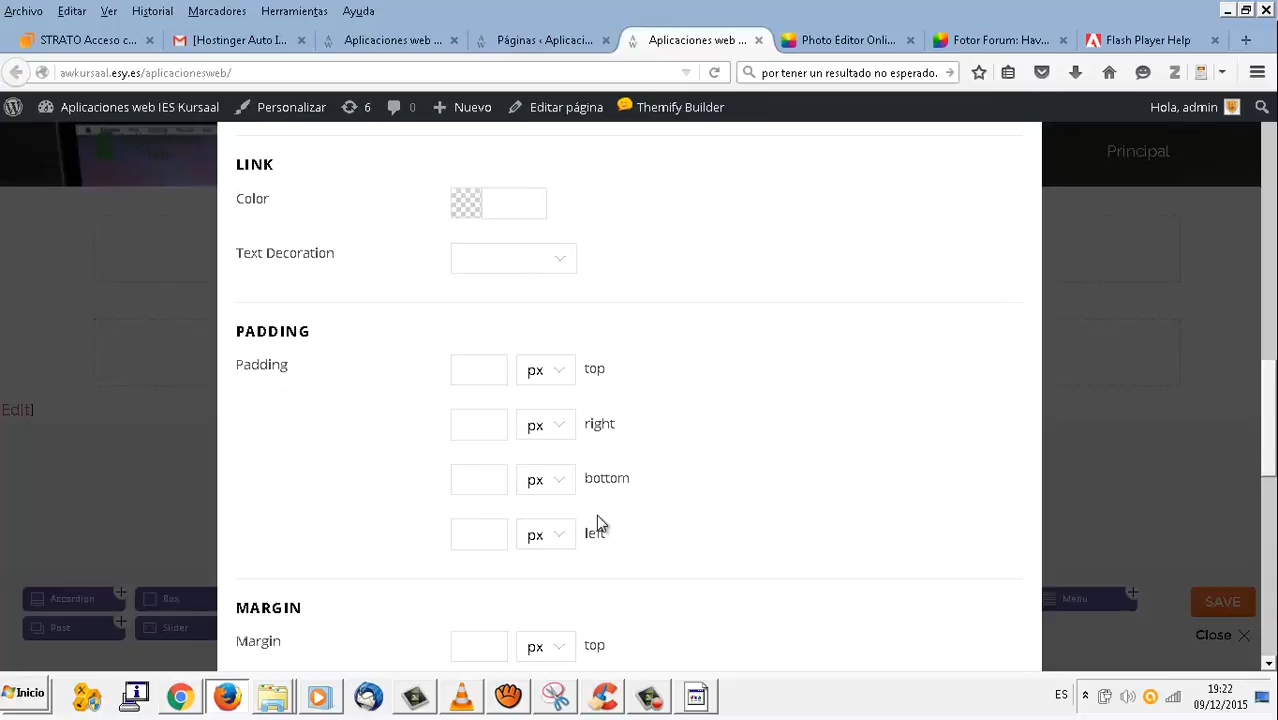 Archivo Editar Ver Historial Marcadores Herramientas Ayuda
STRATO Acceso c... [Hostinger Auto I... Aplicaciones web ... Páginas ‹ Aplicaci... Aplicaciones web ... Photo Editor Onli... Fotor Forum: Hav... Flash Player Help
awkursaal.esy.es/aplicacionesweb/ por tener un resultado no esperado.
Aplicaciones web IES Kursaal Personalizar 6 0 Nuevo Editar página Themify Builder Hola, admin
Principal
LINK
Color
Text Decoration
PADDING
Padding px top
px right
px bottom
px left
Edit]
MARGIN
Margin px top
Accordion Box Menu SAVE
Post Slider Close
Inicio ES 19:22
09/12/2015